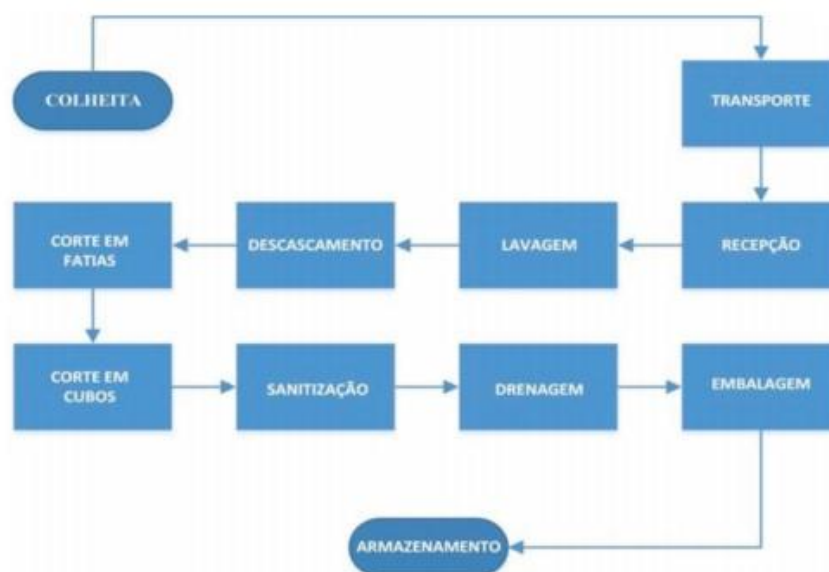 COLHEITA
TRANSPORTE
RECEPÇÃO
LAVAGEM
DESCASCAMENTO
CORTE EM
FATIAS
CORTE EM
CUBOS
SANITIZAÇÃO
DRENAGEM
EMBALAGEM
ARMAZENAMENTO